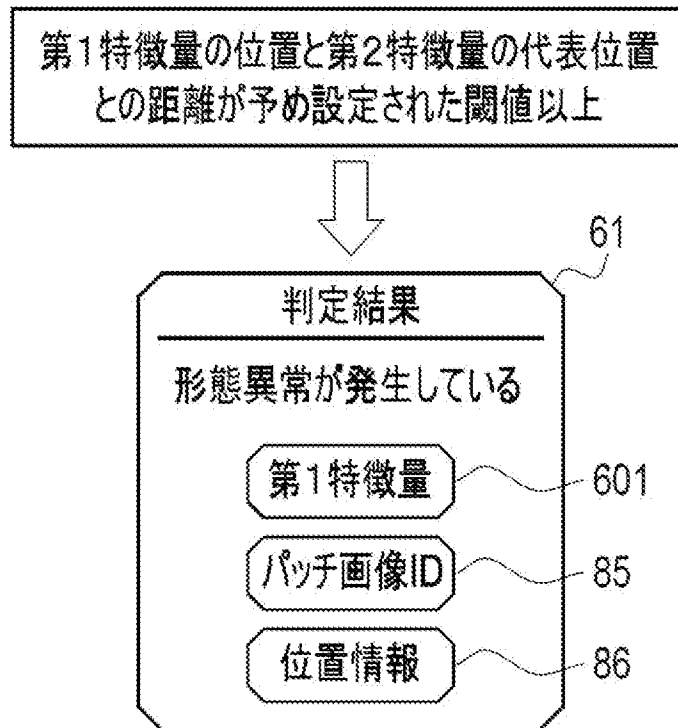 第1特徴量の位置と第2特徴量の代表位置
との距離が予め設定された閾値以上
61
判定結果
形態異常が発生している
第1特徴量
601
パッチ画像ID
85
位置情報
86